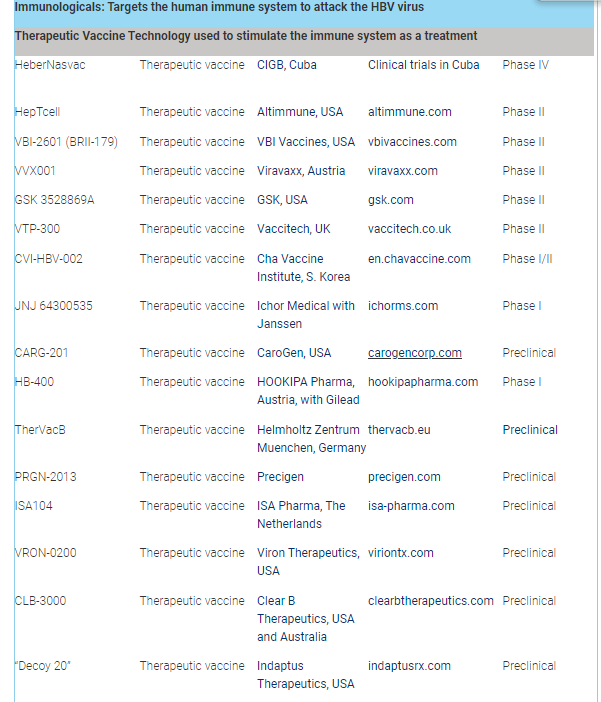 Immunologicals: Targets the human immune system to attack the HBV virus
Therapeutic Vaccine Technology used to stimulate the immune system as a treatment
HeberNasvac Therapeutic vaccine CIGB, Cuba Clinical trials in Cuba Phase IV
HepTcell Therapeutic vaccine Altimmune, USA altimmune.com Phase II
VBI-2601 (BRII-179) Therapeutic vaccine VBI Vaccines, USA vbivaccines.com Phase II
VVX001 Therapeutic vaccine Viravaxx, Austria viravaxx.com Phase II
GSK 3528869A Therapeutic vaccine GSK, USA gsk.com Phase II
VTP-300 Therapeutic vaccine Vaccitech, UK vaccitech.co.uk Phase II
CVI-HBV-002 Therapeutic vaccine Cha Vaccine en.chavaccine.com Phase I/II
Institute, S. Korea
JNJ 64300535 Therapeutic vaccine Ichor Medical with ichorms.com Phase I
Janssen
CARG-201 Therapeutic vaccine CaroGen, USA carogencorp.com Preclinical
HB-400 Therapeutic vaccine HOOKIPA Pharma, hookipapharma.com Phase I
Austria, with Gilead
TherVacB Therapeutic vaccine Helmholtz Zentrum thervacb.eu Preclinical
Muenchen, Germany
PRGN-2013 Therapeutic vaccine Precigen precigen.com Preclinical
ISA104 Therapeutic vaccine ISA Pharma, The isa-pharma.com Preclinical
Netherlands
VRON-0200 Therapeutic vaccine Viron Therapeutics, viriontx.com Preclinical
USA
CLB-3000 Therapeutic vaccine Clear B clearbtherapeutics.com Preclinical
Therapeutics, USA
and Australia
"Decoy 20" Therapeutic vaccine Indaptus indaptusrx.com Preclinical
Therapeutics, USA